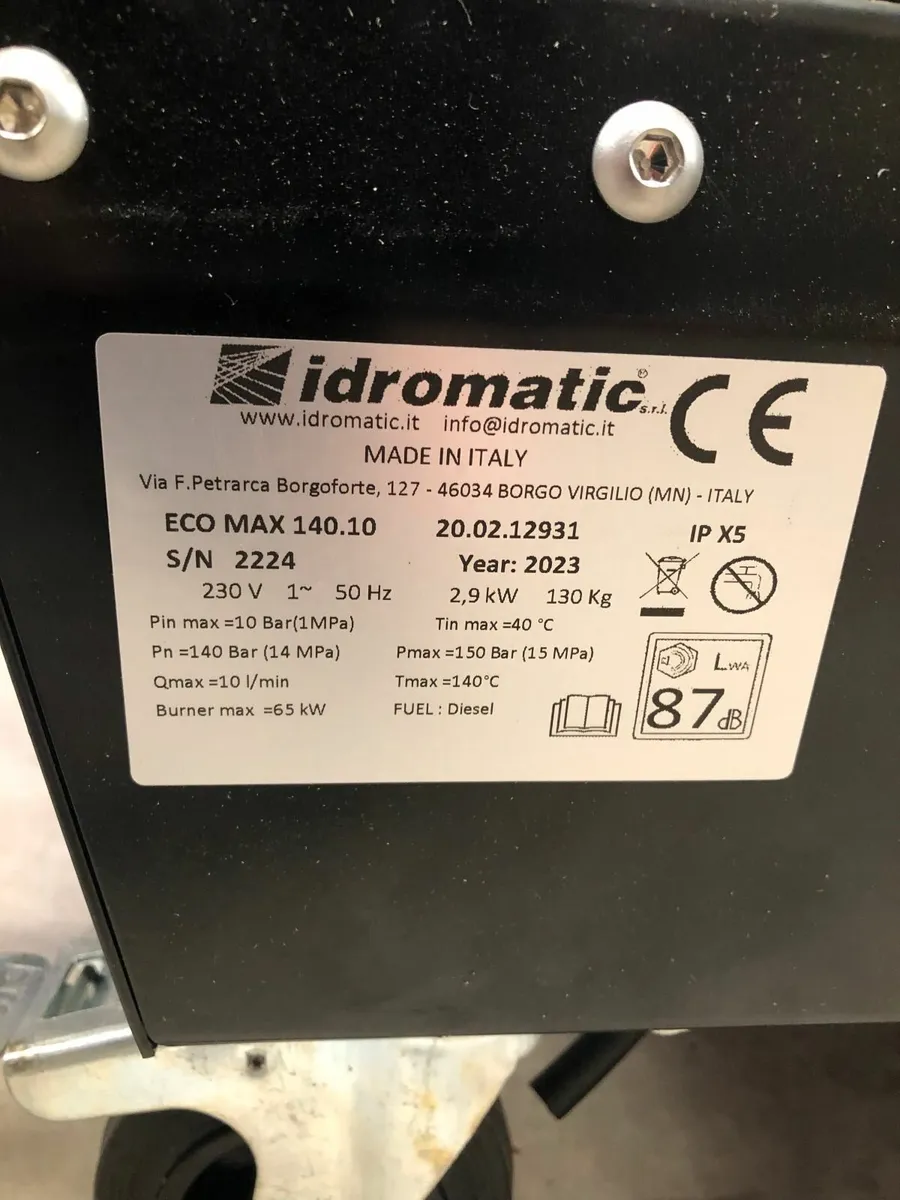 idromatic® s.r.l. CE
www.idromatic.it info@idromatic.it
MADE IN ITALY
Via F.Petrarca Borgoforte, 127 - 46034 BORGO VIRGILIO (MN) - ITALY
ECO MAX 140.10 20.02.12931 IP X5
S/N 2224 Year: 2023
230 V 1~ 50 Hz 2,9 kW 130 Kg
Pin max =10 Bar(1MPa) Tin max =40 °C
Pn =140 Bar (14 MPa) Pmax =150 Bar (15 MPa)
Qmax =10 l/min Tmax =140°C
Burner max =65 kW FUEL : Diesel
LWA
87 dB